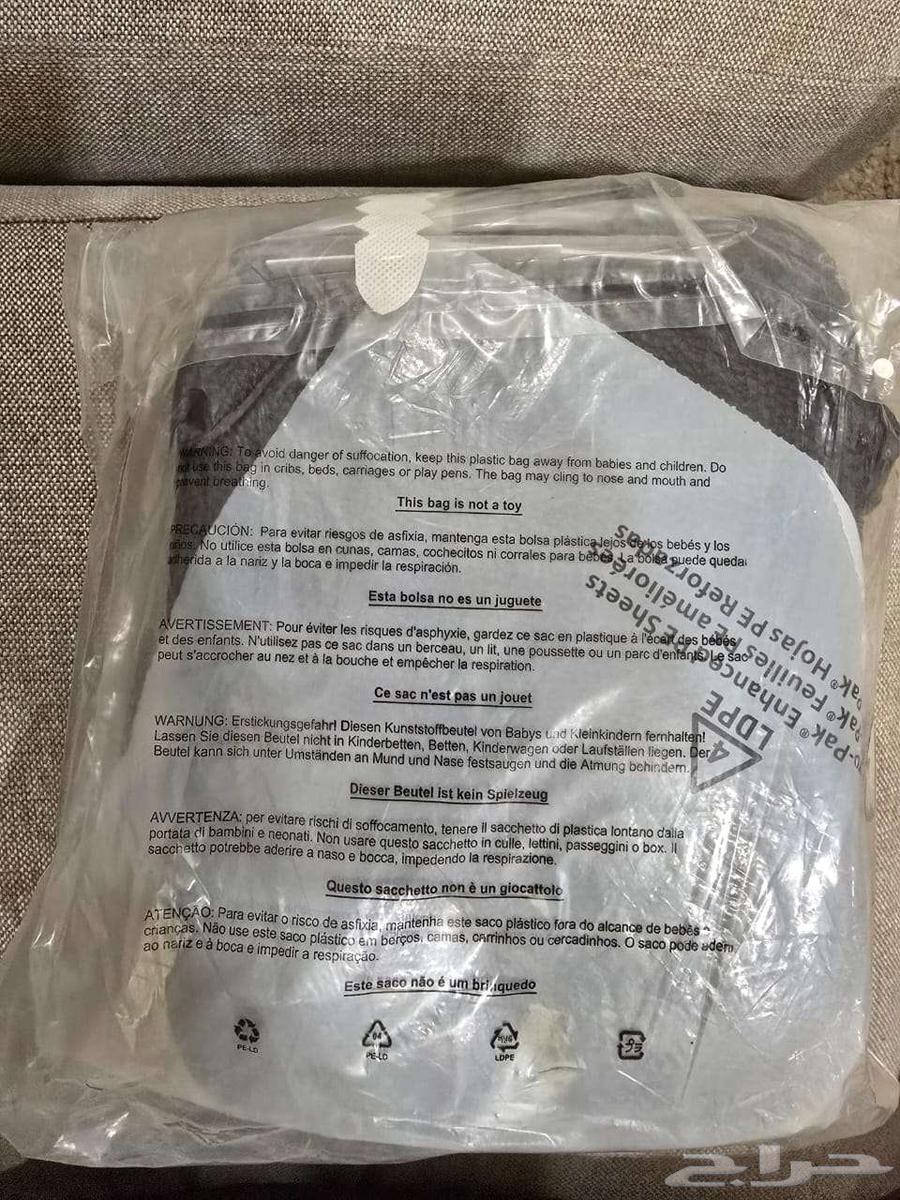 WARNING: To avoid danger of suffocation, keep this plastic bag away from babies and children. Do
not use this bag in cribs, beds, carriages or play pens. The bag may cling to nose and mouth and
prevent breathing.
This bag is not a toy
PRECAUCIÓN: Para evitar riesgos de asfixia, mantenga esta bolsa plástica lejos de los bebés y los
niños. No utilice esta bolsa en cunas, camas, cochecitos ni corrales para bebés. La bolsa puede quedar
adherida a la nariz y la boca e impedir la respiración.
Esta bolsa no es un juguete
AVERTISSEMENT: Pour éviter les risques d'asphyxie, gardez ce sac en plastique à l'écart des bébés
et des enfants. N'utilisez pas ce sac dans un berceau, un lit, une poussette ou un parc d'enfants. Le sac
peut s'accrocher au nez et à la bouche et empêcher la respiration.
Ce sac n'est pas un jouet
WARNUNG: Erstickungsgefahr! Diesen Kunststoffbeutel von Babys und Kleinkindern fernhalten!
Lassen Sie diesen Beutel nicht in Kinderbetten, Betten, Kinderwagen oder Laufställen liegen. Der
Beutel kann sich unter Umständen an Mund und Nase festsaugen und die Atmung behindern.
Dieser Beutel ist kein Spielzeug
AVVERTENZA: per evitare rischi di soffocamento, tenere il sacchetto di plastica lontano dalla
portata di bambini e neonati. Non usare questo sacchetto in culle, lettini, passeggini o box. Il
sacchetto potrebbe aderire a naso e bocca, impedendo la respirazione.
Questo sacchetto non è un giocattolo
ATENÇÃO: Para evitar o risco de asfixia, mantenha este saco plástico fora do alcance de bebês e
crianças. Não use este saco plástico em berços, camas, carrinhos ou cercadinhos. O saco pode aderir
ao nariz e à boca e impedir a respiração.
Este saco não é um brinquedo
PE-LD
04
PE-LD
LDPE
プラ
4
LDPE
Pak® Enhanced PE Sheets
Pak® Feuilles PE améliorées
Pak® Hojas PE Reforzadas
حراج